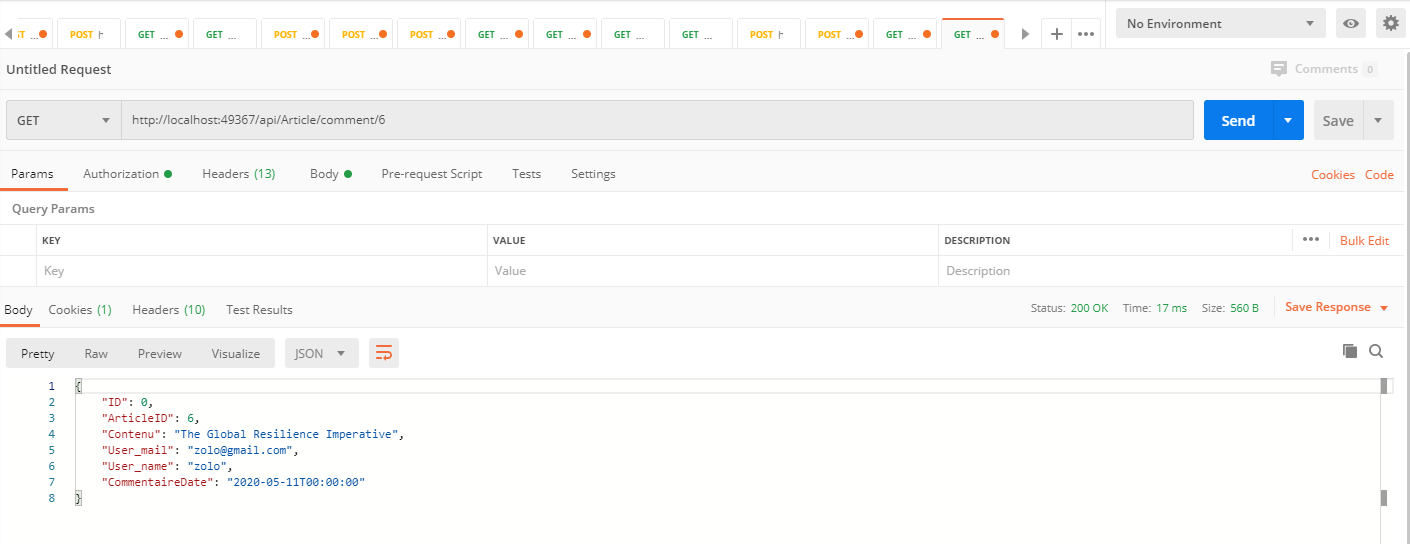 ST ... POST h GET ... GET ... POST ... POST ... POST ... GET ... GET ... GET ... GET ... POST h POST ... GET ... GET ... + ••• No Environment
Untitled Request Comments 0
GET http://localhost:49367/api/Article/comment/6 Send Save
Params Authorization Headers (13) Body Pre-request Script Tests Settings Cookies Code
Query Params
KEY VALUE DESCRIPTION ••• Bulk Edit
Key Value Description
Body Cookies (1) Headers (10) Test Results Status: 200 OK Time: 17 ms Size: 560 B Save Response
Pretty Raw Preview Visualize JSON
1 {
2 "ID": 0,
3 "ArticleID": 6,
4 "Contenu": "The Global Resilience Imperative",
5 "User_mail": "zolo@gmail.com",
6 "User_name": "zolo",
7 "CommentaireDate": "2020-05-11T00:00:00"
8 }